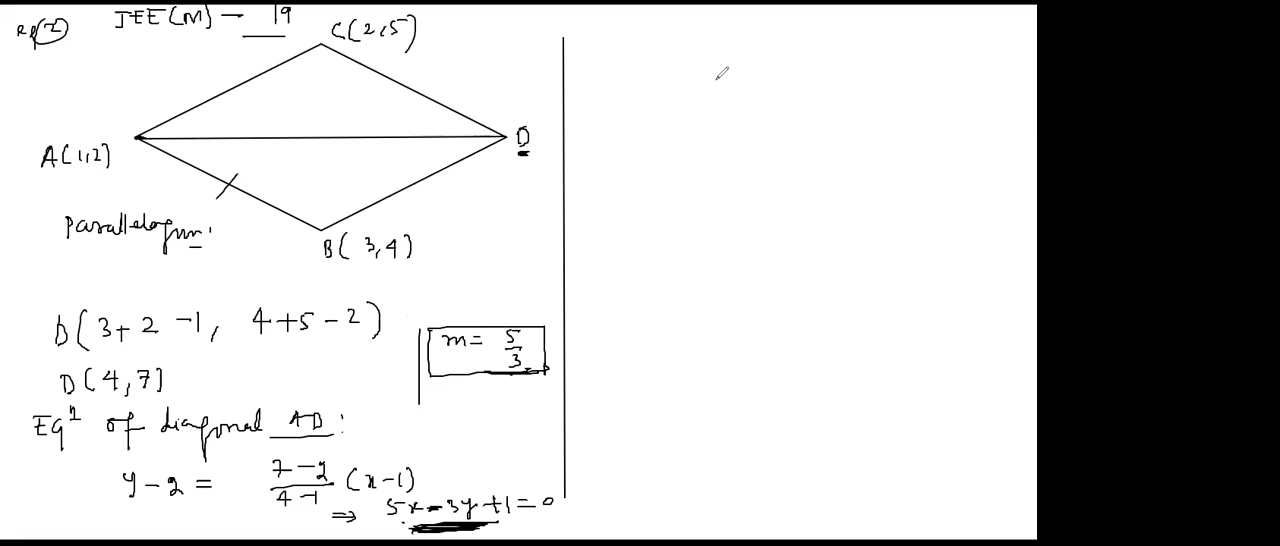 JEE(M) - 19
C(2,5)
A(1,2)
D
Parallelogram.
B(3,4)
D(3+2-1, 4+5-2)
m = 5/3
D(4,7)
Eqⁿ of diagonal AD:
y-2 = 7-2/4-1 (x-1)
⇒ 5x-3y+1=0